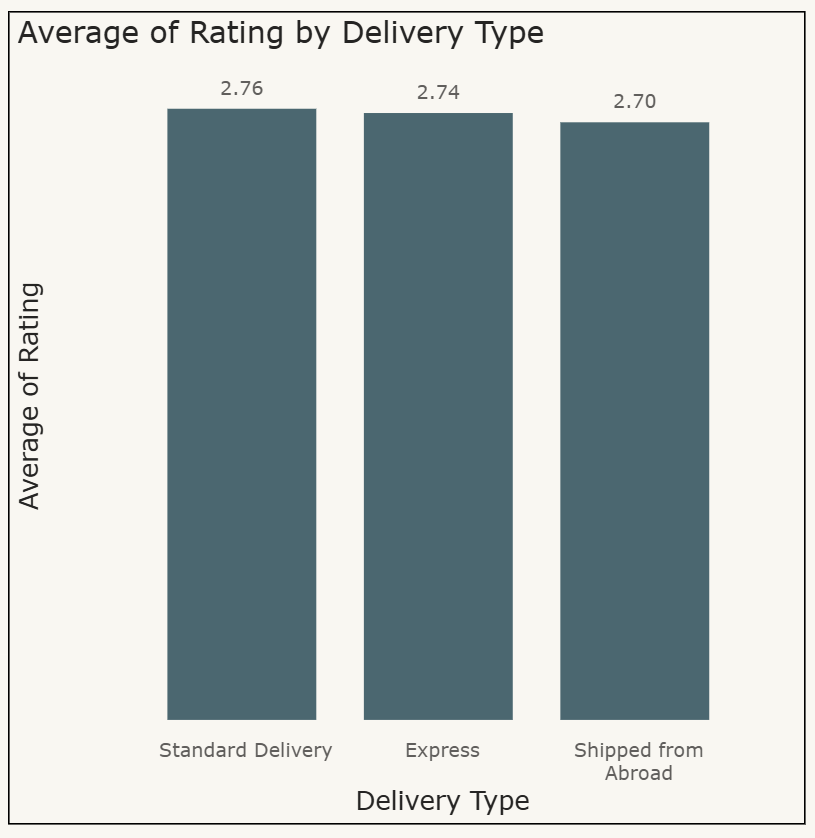 Average of Rating by Delivery Type
2.76
2.74
2.70
Average of Rating
Standard Delivery
Express
Shipped from
Abroad
Delivery Type